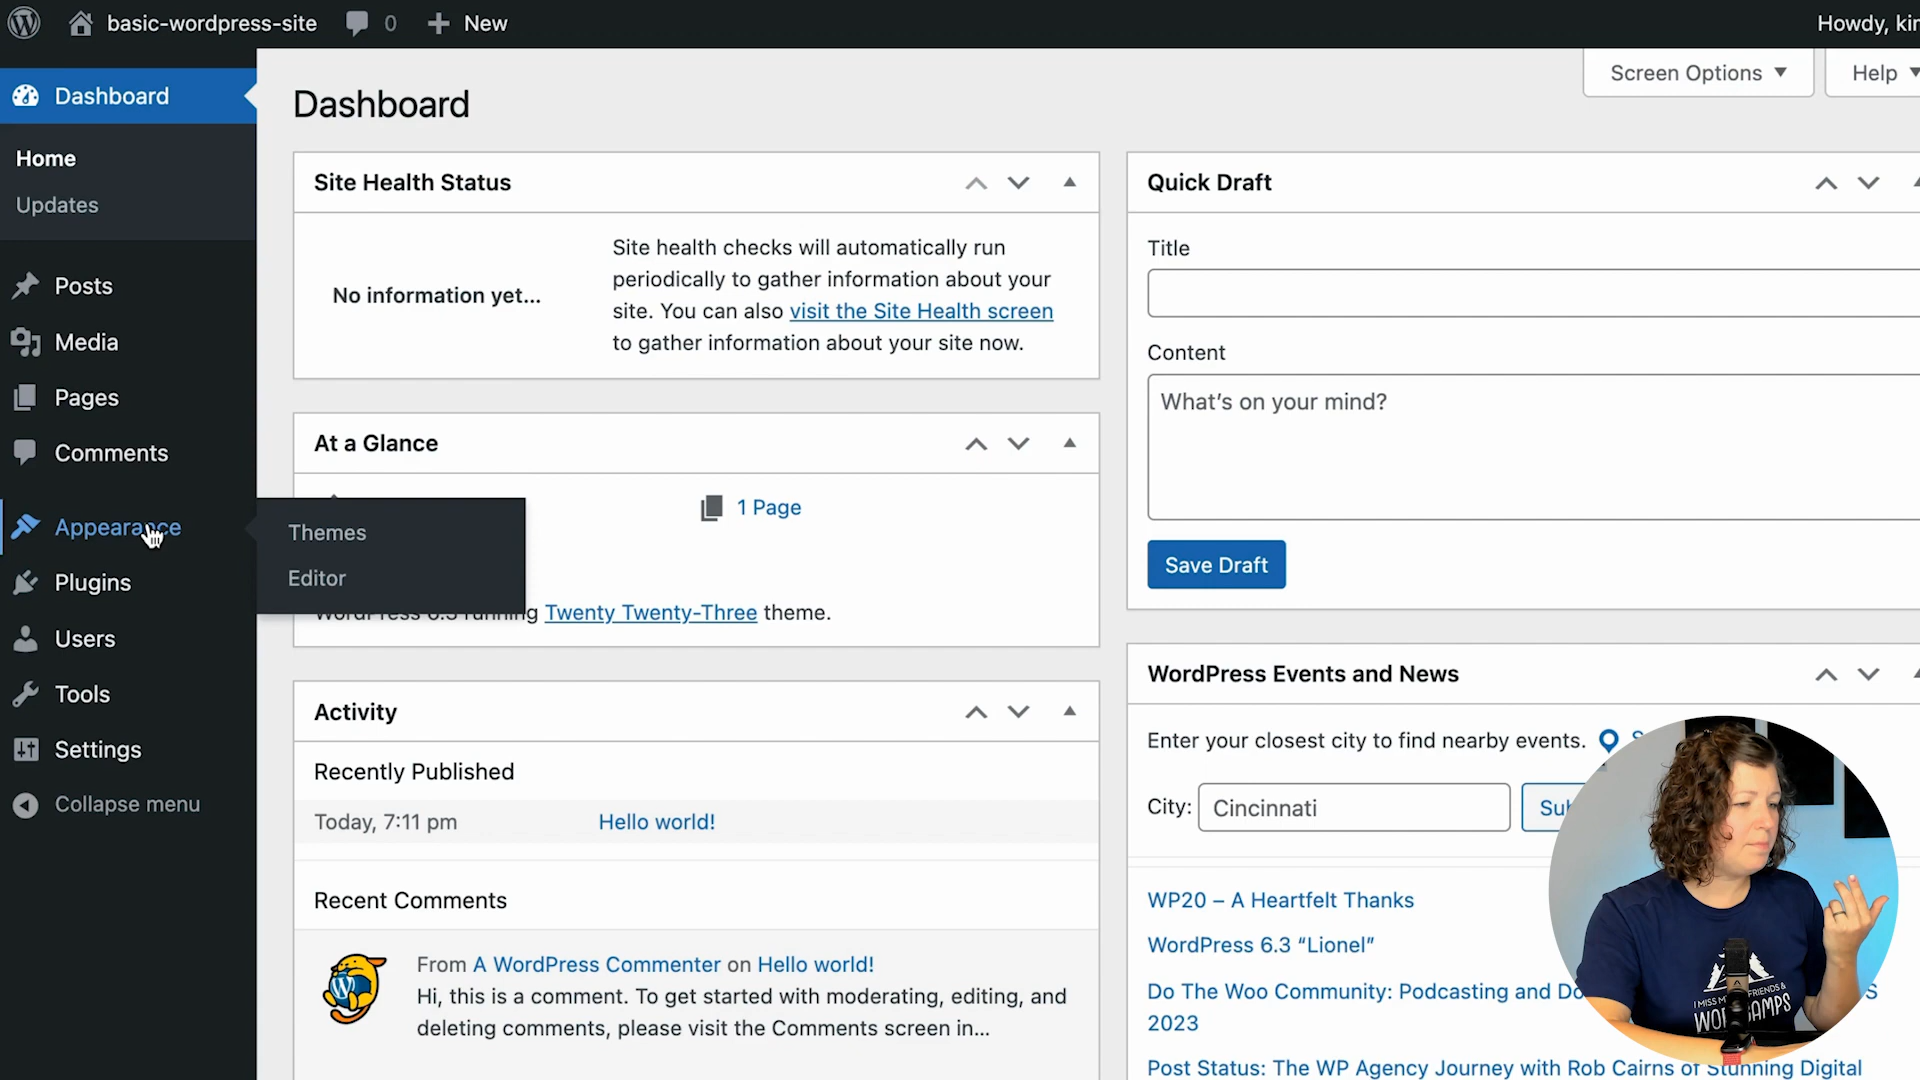 basic-wordpress-site 0 New
Howdy,
Screen Options
Help
Dashboard
Home
Updates
Posts
Media
Pages
Comments
Appearance
Plugins
Users
Tools
Settings
Collapse menu
Themes
Editor
Dashboard
Site Health Status
No information yet...
Site health checks will automatically run
periodically to gather information about your
site. You can also visit the Site Health screen
to gather information about your site now.
At a Glance
1 Page
WordPress 6.3 running Twenty Twenty-Three theme.
Activity
Recently Published
Today, 7:11 pm Hello world!
Recent Comments
From A WordPress Commenter on Hello world!
Hi, this is a comment. To get started with moderating, editing, and
deleting comments, please visit the Comments screen in...
Quick Draft
Title
Content
What's on your mind?
Save Draft
WordPress Events and News
Enter your closest city to find nearby events.
City: Cincinnati
WP20 – A Heartfelt Thanks
WordPress 6.3 “Lionel”
Do The Woo Community: Podcasting and
2023
Post Status: The WP Agency Journey with Rob Cairns of Stunning Digital
I MISS FRIENDS &